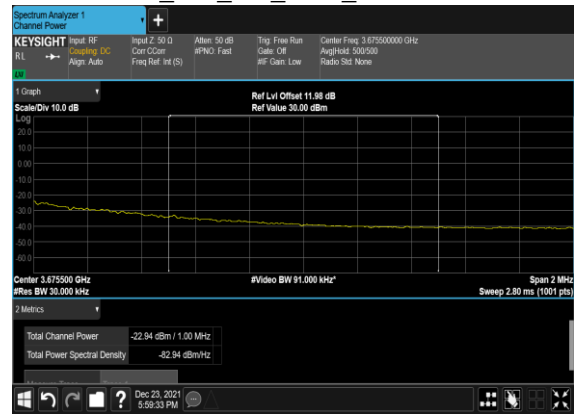 Spectrum Analyzer 1
Channel Power
+
KEYSIGHT Input: RF Input Z: 50 Ω Atten: 50 dB Trig: Free Run Center Freq: 3.675500000 GHz
RL Coupling: DC Corr CCorr #PNO: Fast Gate: Off Avg|Hold: 500/500
Align: Auto Freq Ref: Int (S) #IF Gain: Low Radio Std: None
1 Graph
Ref Lvl Offset 11.98 dB
Scale/Div 10.0 dB Ref Value 30.00 dBm
Log
20.0
10.0
0.00
-10.0
-20.0
-30.0
-40.0
-50.0
-60.0
Center 3.675500 GHz #Video BW 91.000 kHz* Span 2 MHz
#Res BW 30.000 kHz Sweep 2.80 ms (1001 pts)
2 Metrics
Total Channel Power -22.94 dBm / 1.00 MHz
Total Power Spectral Density -82.94 dBm/Hz
? Dec 23, 2021
5:59:33 PM